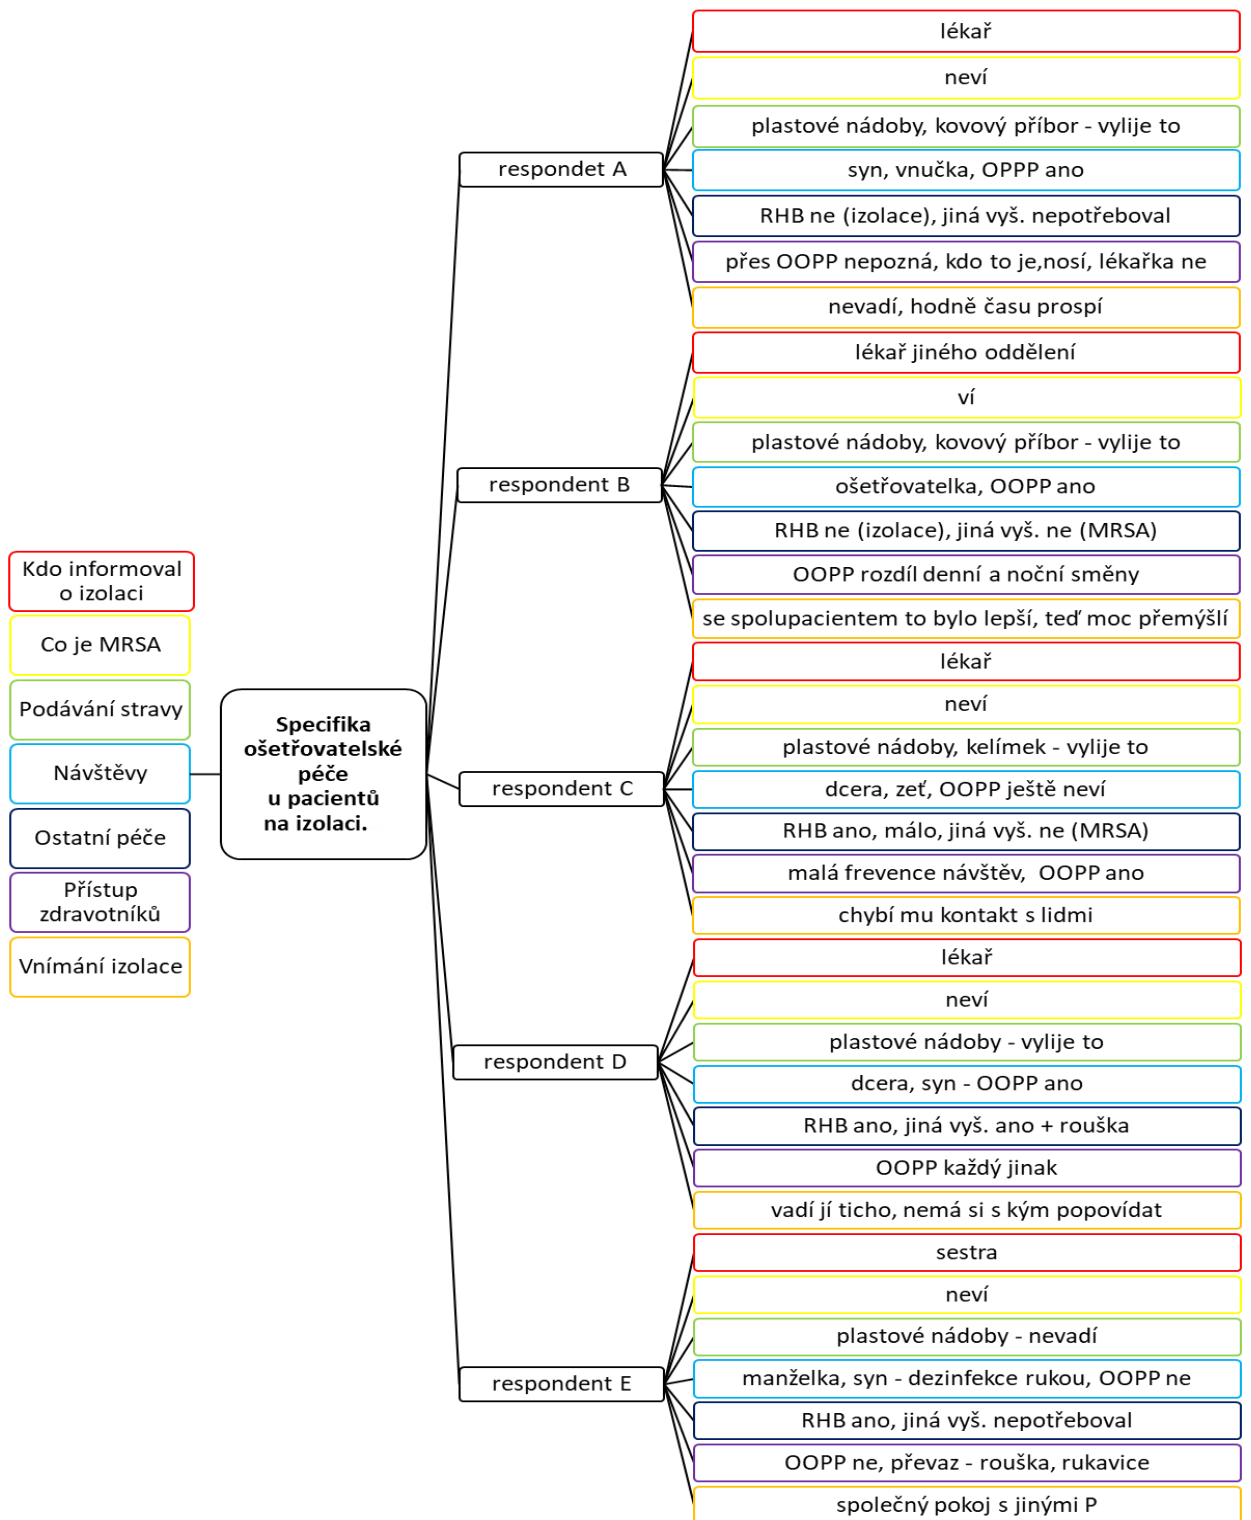 Kdo informoval
o izolaci
Co je MRSA
Podávání stravy
Návštěvy
Ostatní péče
Přístup
zdravotníků
Vnímání izolace
Specifika
ošetřovatelské
péče
u pacientů
na izolaci.
respondet A
lékař
neví
plastové nádoby, kovový příbor - vylije to
syn, vnučka, OPPP ano
RHB ne (izolace), jiná vyš. nepotřeboval
přes OOPP nepozná, kdo to je,nosí, lékařka ne
nevadí, hodně času prospí
respondent B
lékař jiného oddělení
ví
plastové nádoby, kovový příbor - vylije to
ošetřovatelka, OOPP ano
RHB ne (izolace), jiná vyš. ne (MRSA)
OOPP rozdíl denní a noční směny
se spolupacientem to bylo lepší, teď moc přemýšlí
respondent C
lékař
neví
plastové nádoby, kelímek - vylije to
dcera, zeť, OOPP ještě neví
RHB ano, málo, jiná vyš. ne (MRSA)
malá frevence návštěv, OOPP ano
chybí mu kontakt s lidmi
respondent D
lékař
neví
plastové nádoby - vylije to
dcera, syn - OOPP ano
RHB ano, jiná vyš. ano + rouška
OOPP každý jinak
vadí jí ticho, nemá si s kým popovídat
respondent E
sestra
neví
plastové nádoby - nevadí
manželka, syn - dezinfekce rukou, OOPP ne
RHB ano, jiná vyš. nepotřeboval
OOPP ne, převaz - rouška, rukavice
společný pokoj s jinými P